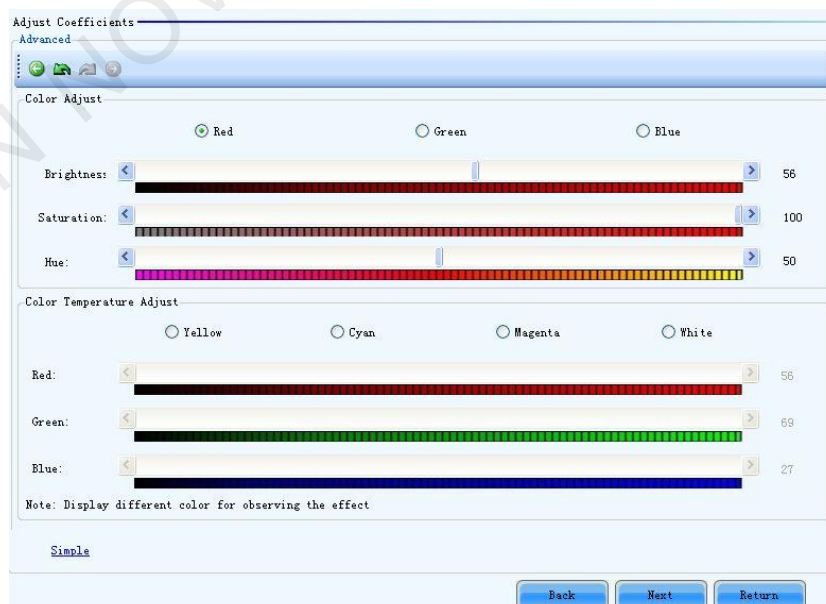 Adjust Coefficients
Advanced
Color Adjust
Red Green Blue
Brightness 56
Saturation: 100
Hue: 50
Color Temperature Adjust
Yellow Cyan Magenta White
Red: 56
Green: 69
Blue: 27
Note: Display different color for observing the effect
Simple
Back Next Return